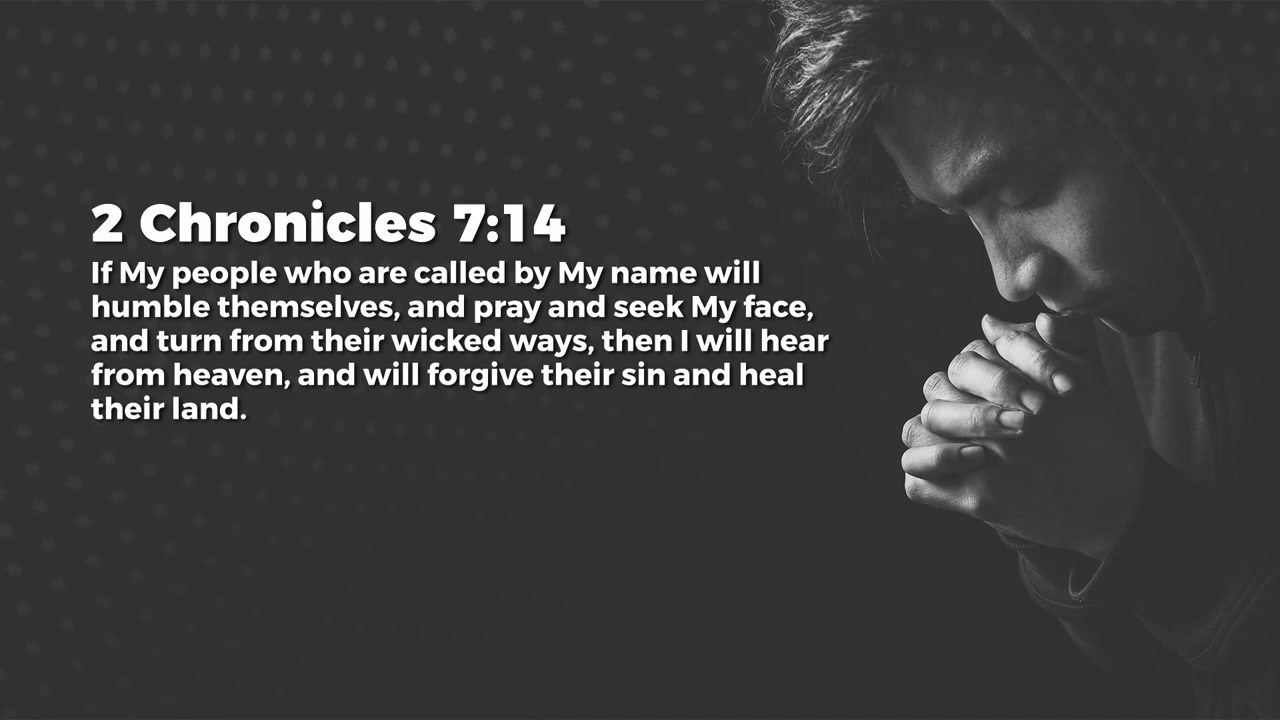 2 Chronicles 7:14
If My people who are called by My name will
humble themselves, and pray and seek My face,
and turn from their wicked ways, then I will hear
from heaven, and will forgive their sin and heal
their land.